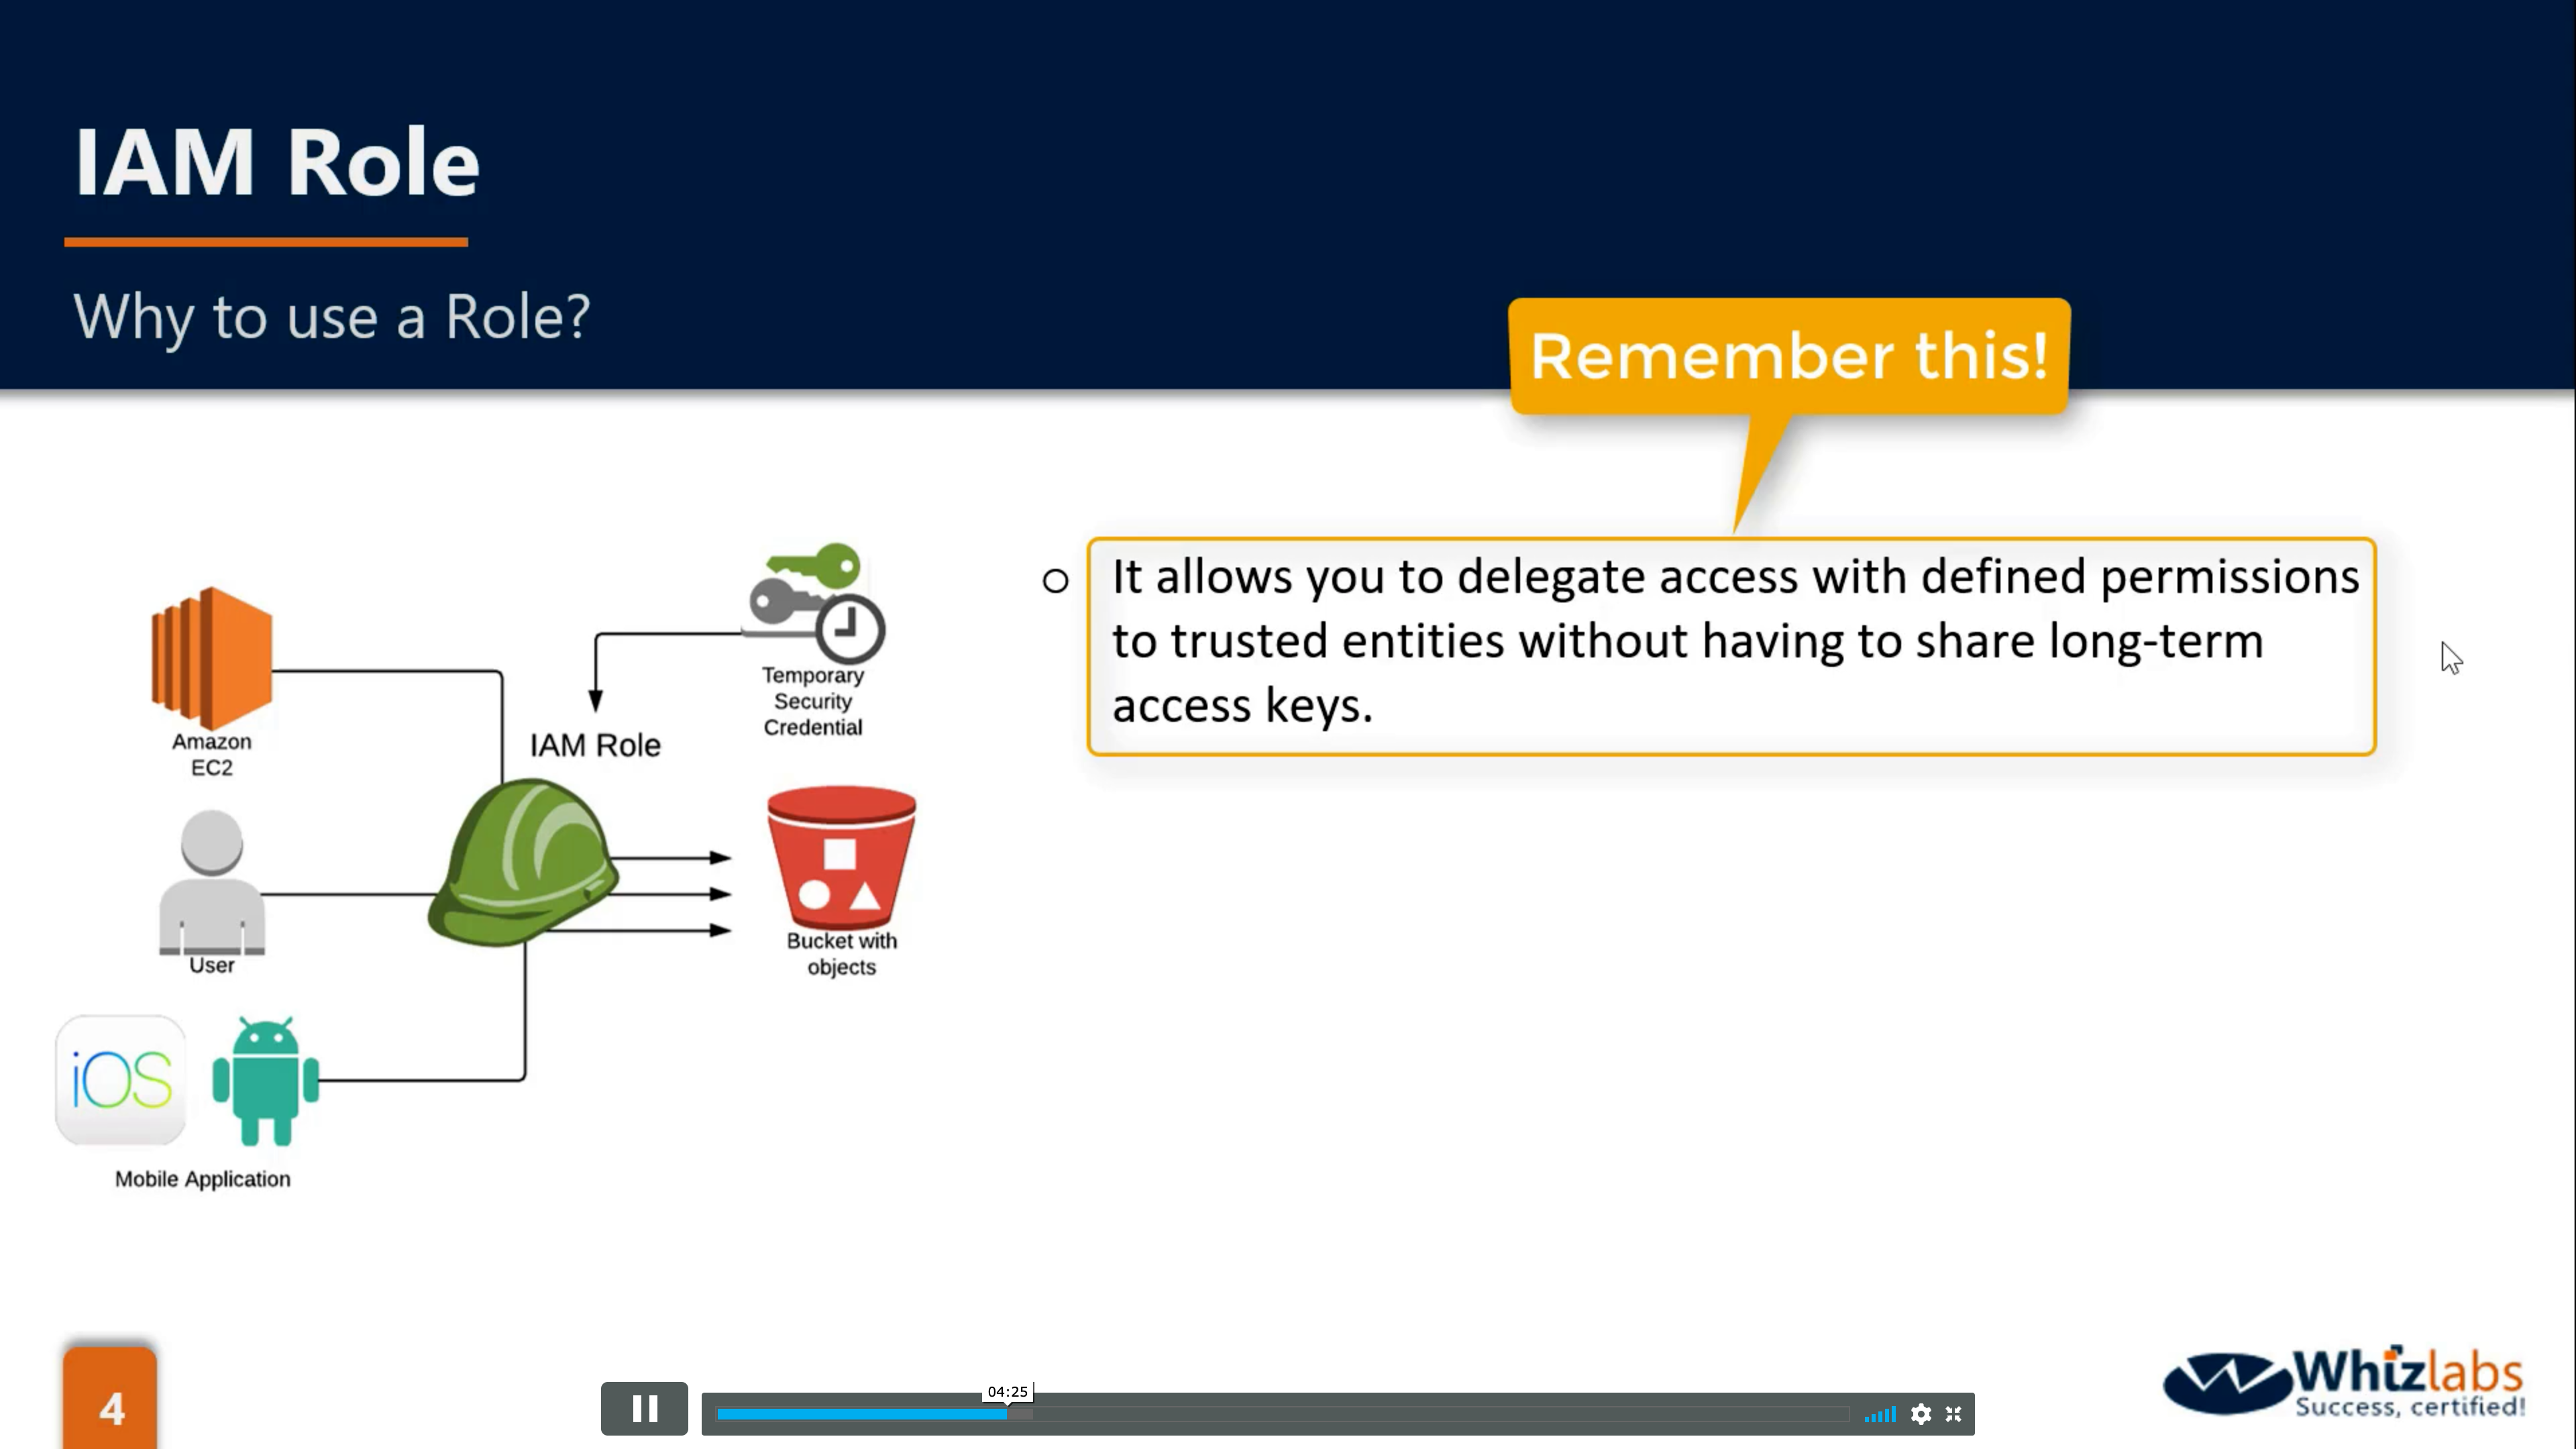 IAM Role
Why to use a Role?
Remember this!
It allows you to delegate access with defined permissions
to trusted entities without having to share long-term
access keys.
Temporary
Security
Credential
IAM Role
Amazon
EC2
User
Bucket with
objects
iOS
Mobile Application
4
04:25
Whizlabs
Success, certified!